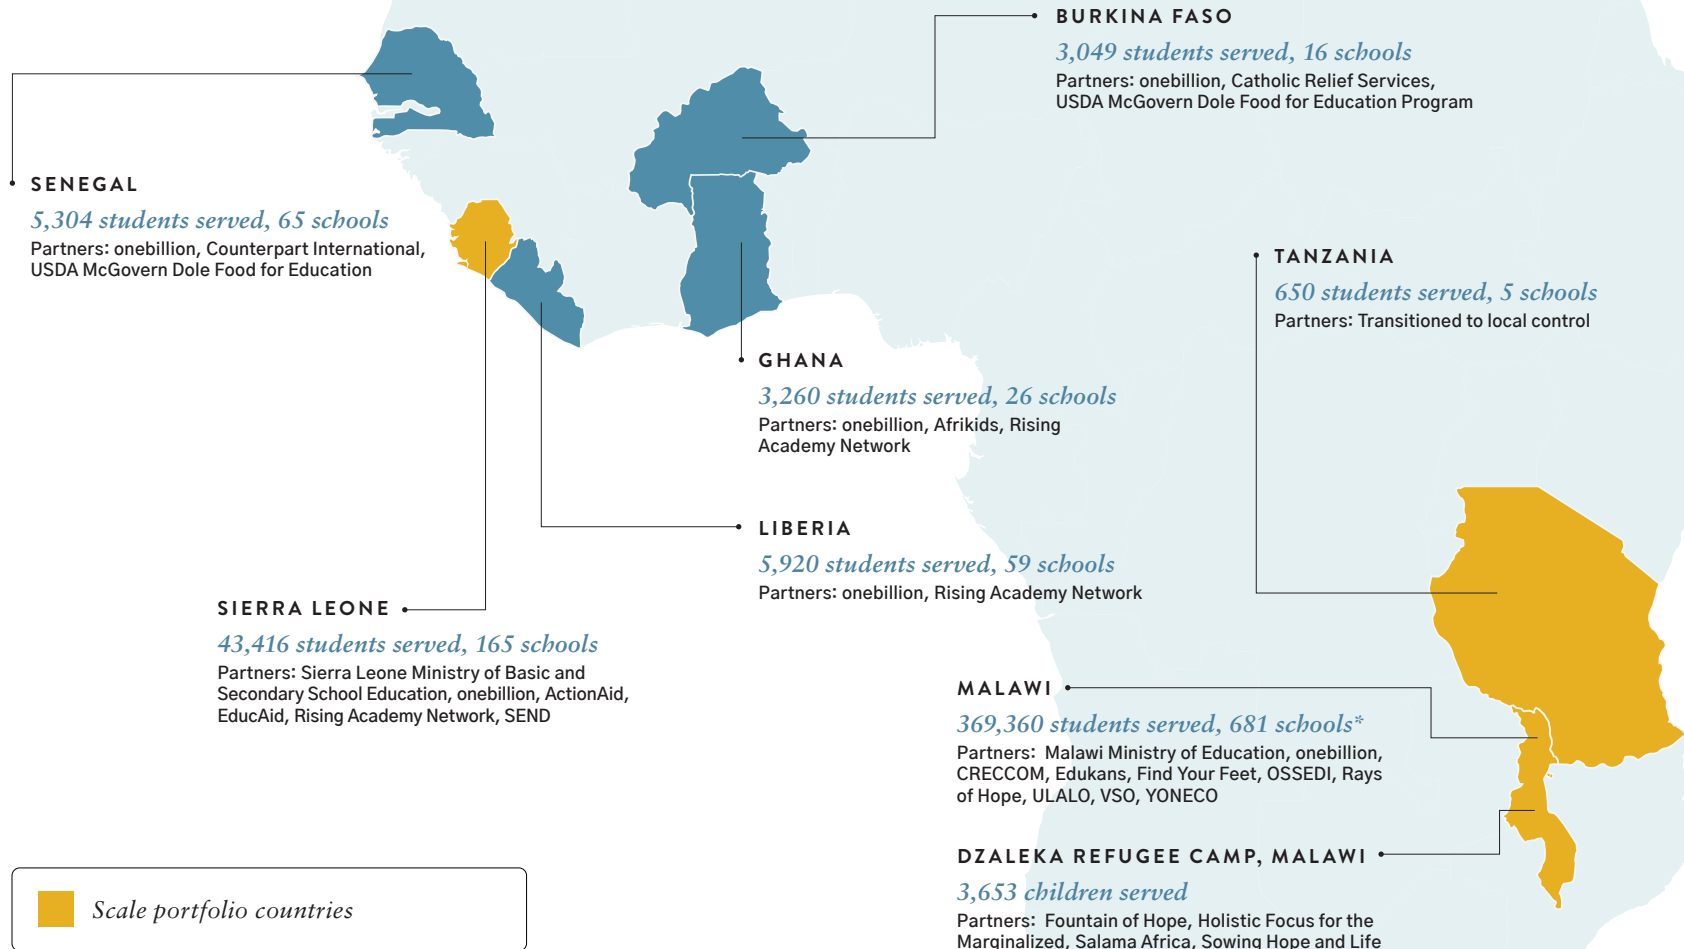 BURKINA FASO
3,049 students served, 16 schools
Partners: onebillion, Catholic Relief Services,
USDA McGovern Dole Food for Education Program
SENEGAL
5,304 students served, 65 schools
Partners: onebillion, Counterpart International,
USDA McGovern Dole Food for Education
TANZANIA
650 students served, 5 schools
Partners: Transitioned to local control
GHANA
3,260 students served, 26 schools
Partners: onebillion, Afrikids, Rising
Academy Network
LIBERIA
5,920 students served, 59 schools
Partners: onebillion, Rising Academy Network
SIERRA LEONE
43,416 students served, 165 schools
Partners: Sierra Leone Ministry of Basic and
Secondary School Education, onebillion, ActionAid,
EducAid, Rising Academy Network, SEND
MALAWI
369,360 students served, 681 schools*
Partners: Malawi Ministry of Education, onebillion,
CRECCOM, Edukans, Find Your Feet, OSSEDI, Rays
of Hope, ULALO, VSO, YONECO
DZALEKA REFUGEE CAMP, MALAWI
3,653 children served
Partners: Fountain of Hope, Holistic Focus for the
Marginalized, Salama Africa, Sowing Hope and Life
Scale portfolio countries